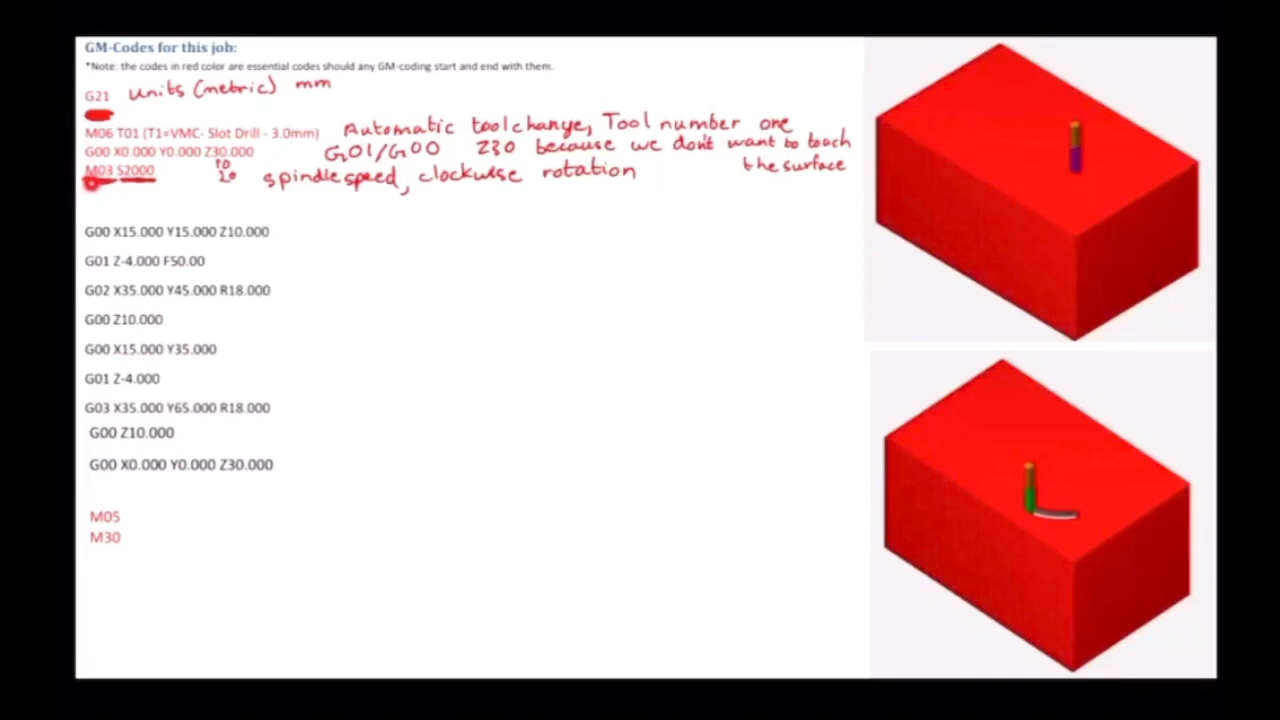 GM-Codes for this job:
*Note: the codes in red color are essential codes should any GM-coding start and end with them.
G21 units (metric) mm
M06 T01 (T1=VMC- Slot Drill - 3.0mm) Automatic toolchange, Tool number one
G00 X0.000 Y0.000 Z30.000 G01/G00 Z30 because we don't want to touch the surface
10
20
M03 S2000 spindle speed, clockwise rotation
G00 X15.000 Y15.000 Z10.000
G01 Z-4.000 F50.00
G02 X35.000 Y45.000 R18.000
G00 Z10.000
G00 X15.000 Y35.000
G01 Z-4.000
G03 X35.000 Y65.000 R18.000
G00 Z10.000
G00 X0.000 Y0.000 Z30.000
M05
M30